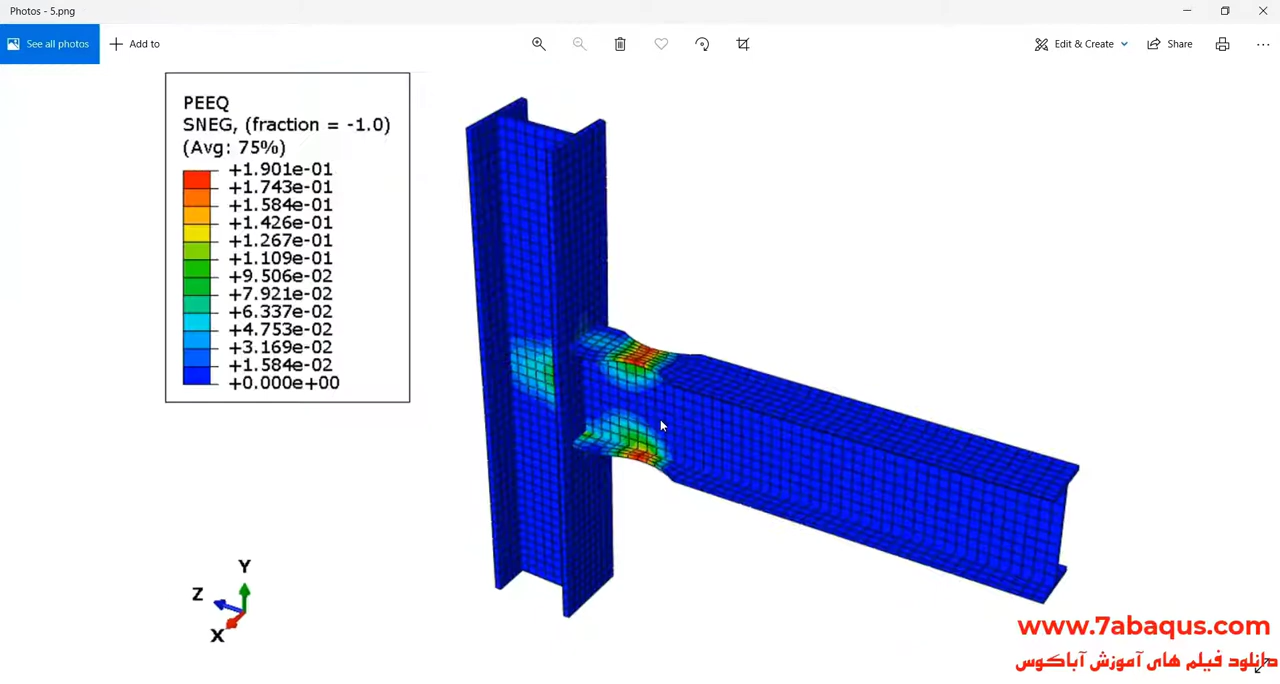 Photos - 5.png
See all photos
Add to
Edit & Create
Share
PEEQ
SNEG, (fraction = -1.0)
(Avg: 75%)
+1.901e-01
+1.743e-01
+1.584e-01
+1.426e-01
+1.267e-01
+1.109e-01
+9.506e-02
+7.921e-02
+6.337e-02
+4.753e-02
+3.169e-02
+1.584e-02
+0.000e+00
Y
Z
X
www.7abaqus.com
دانلود فیلم های آموزش آباکوس